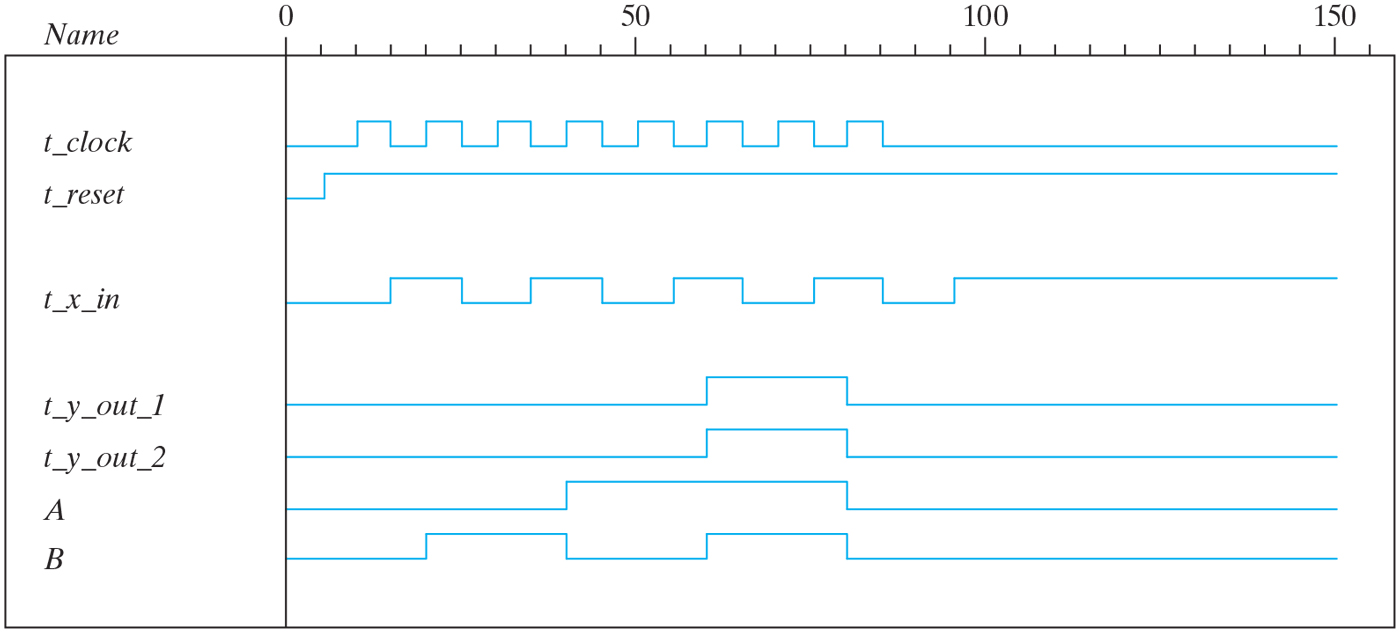 0 50 100 150
Name
t_clock
t_reset
t_x_in
t_y_out_1
t_y_out_2
A
B